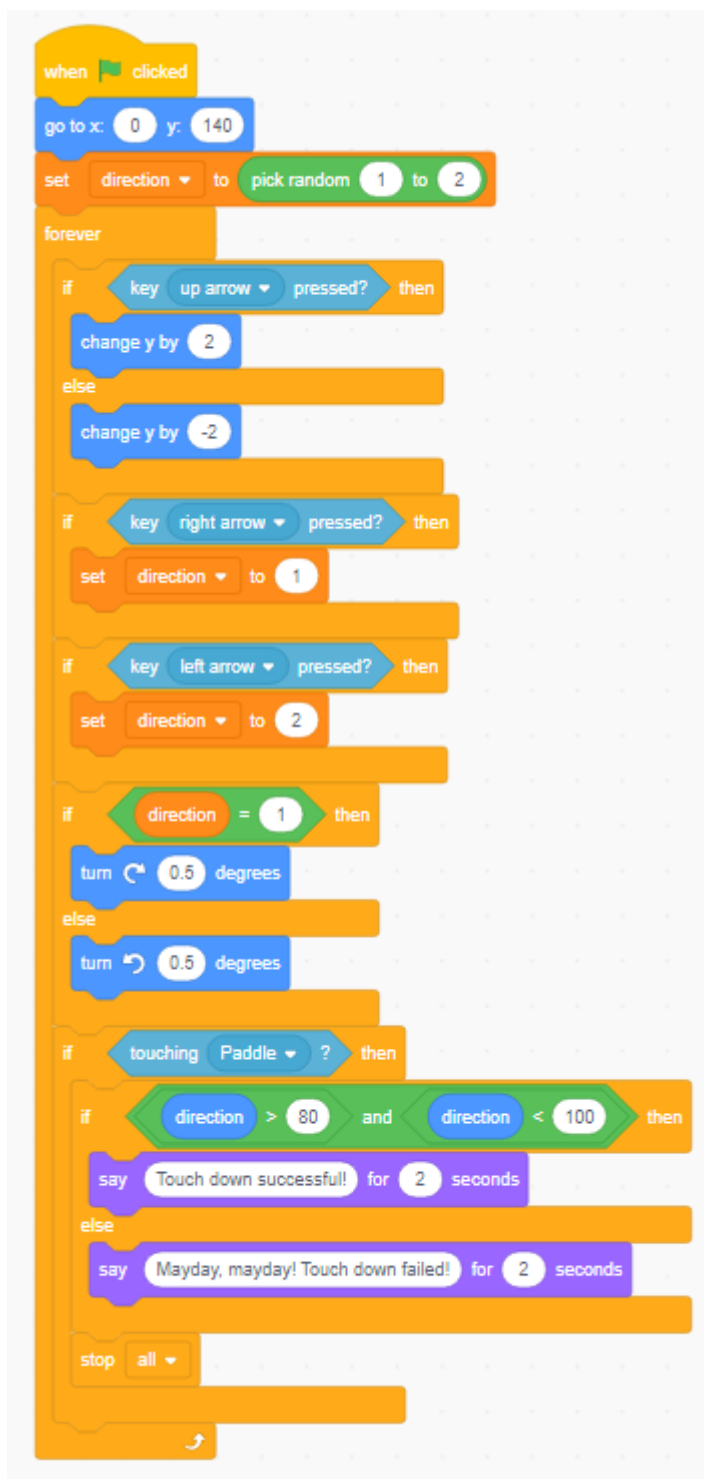 when clicked
go to x: 0 y: 140
set direction to pick random 1 to 2
forever
if key up arrow pressed? then
change y by 2
else
change y by -2
if key right arrow pressed? then
set direction to 1
if key left arrow pressed? then
set direction to 2
if direction = 1 then
turn 0.5 degrees
else
turn 0.5 degrees
if touching Paddle ? then
if direction > 80 and direction < 100 then
say Touch down successful! for 2 seconds
else
say Mayday, mayday! Touch down failed! for 2 seconds
stop all